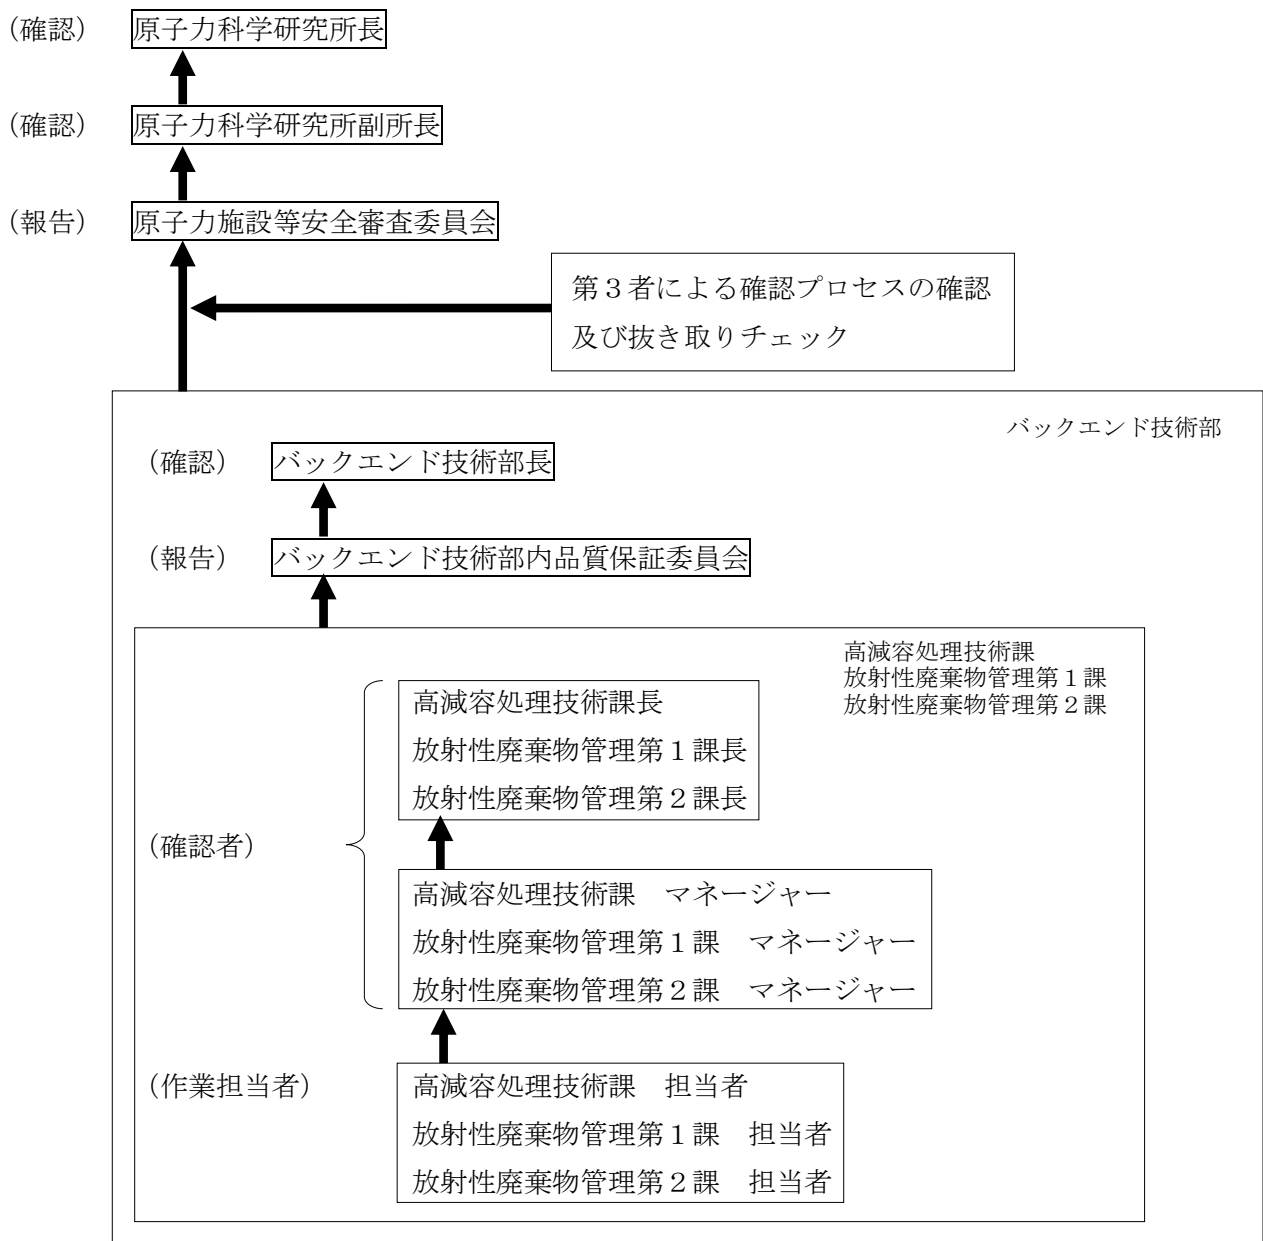 （確認） 原子力科学研究所長
（確認） 原子力科学研究所副所長
（報告） 原子力施設等安全審査委員会
第３者による確認プロセスの確認
及び抜き取りチェック
バックエンド技術部
（確認） バックエンド技術部長
（報告） バックエンド技術部内品質保証委員会
高減容処理技術課
放射性廃棄物管理第１課
放射性廃棄物管理第２課
高減容処理技術課長
放射性廃棄物管理第１課長
放射性廃棄物管理第２課長
（確認者）
高減容処理技術課　マネージャー
放射性廃棄物管理第１課　マネージャー
放射性廃棄物管理第２課　マネージャー
（作業担当者） 高減容処理技術課　担当者
放射性廃棄物管理第１課　担当者
放射性廃棄物管理第２課　担当者